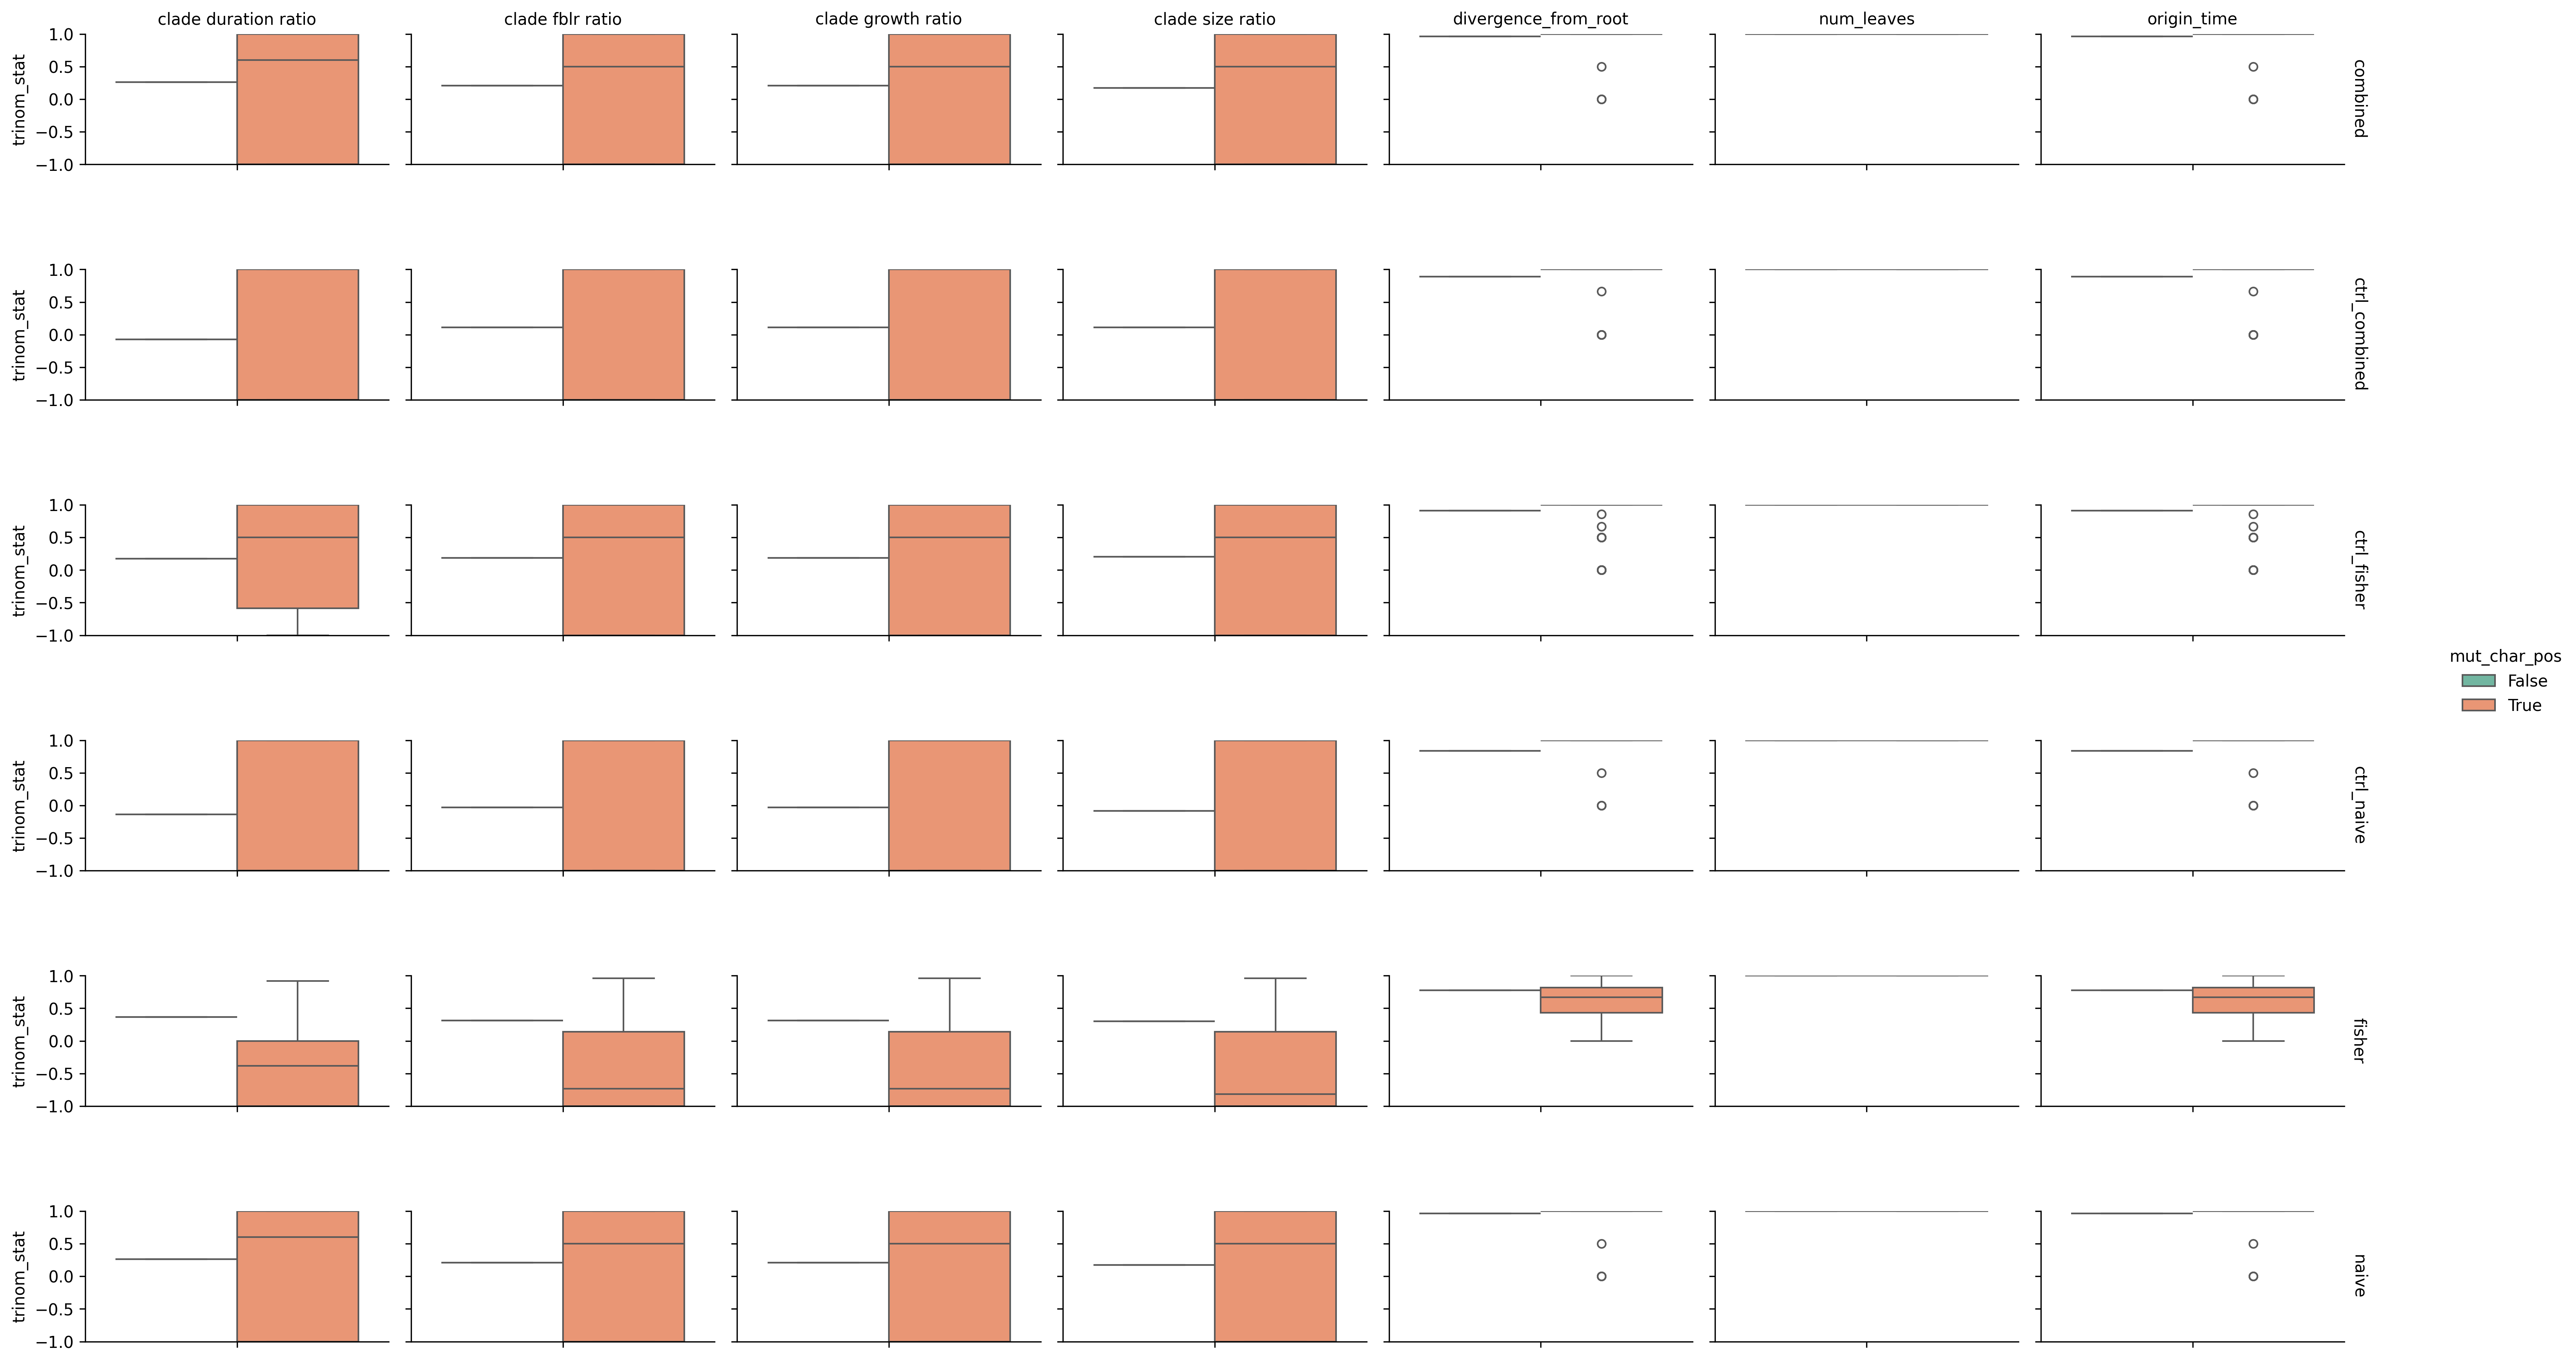 clade duration ratio
clade fblr ratio
clade growth ratio
clade size ratio
divergence_from_root
num_leaves
origin_time
trinom_stat
1.0
0.5
0.0
−0.5
−1.0
combined
trinom_stat
1.0
0.5
0.0
−0.5
−1.0
ctrl_combined
trinom_stat
1.0
0.5
0.0
−0.5
−1.0
ctrl_fisher
mut_char_pos
False
True
trinom_stat
1.0
0.5
0.0
−0.5
−1.0
ctrl_naive
trinom_stat
1.0
0.5
0.0
−0.5
−1.0
fisher
trinom_stat
1.0
0.5
0.0
−0.5
−1.0
naive